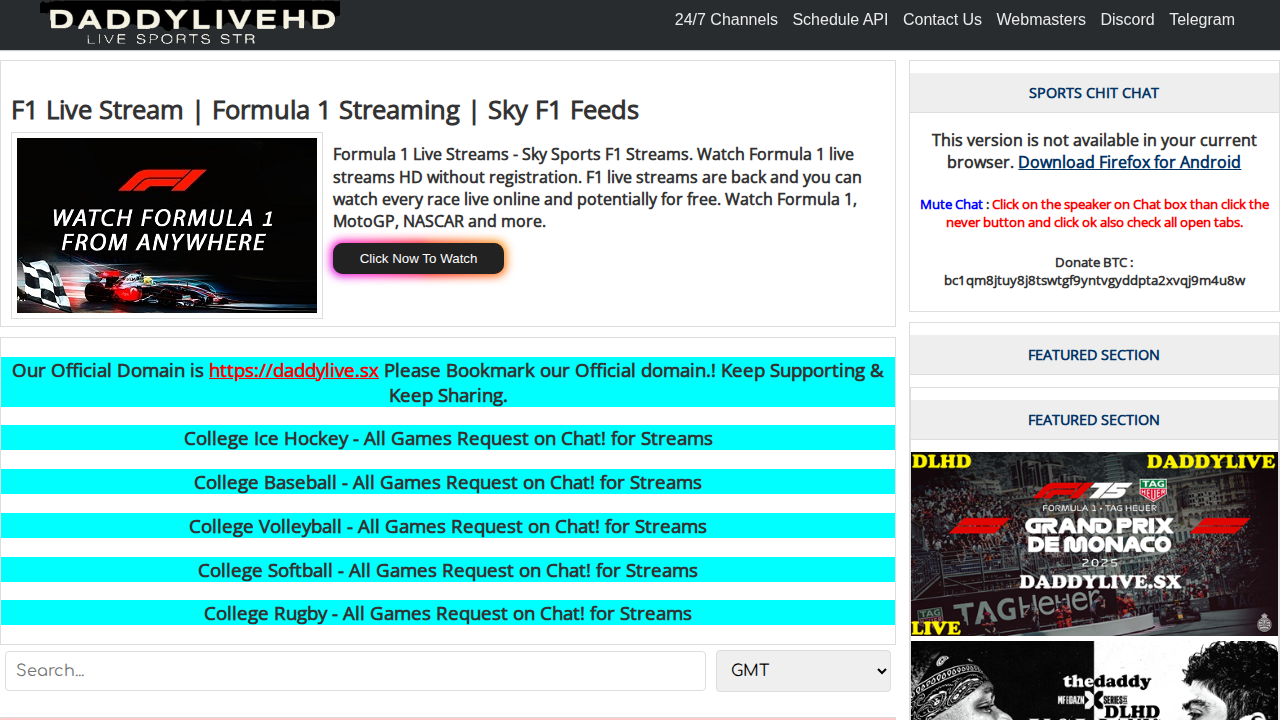 DADDYLIVEHD
LIVE SPORTS STR
24/7 Channels Schedule API Contact Us Webmasters Discord Telegram
F1 Live Stream | Formula 1 Streaming | Sky F1 Feeds
WATCH FORMULA 1
FROM ANYWHERE
Formula 1 Live Streams - Sky Sports F1 Streams. Watch Formula 1 live
streams HD without registration. F1 live streams are back and you can
watch every race live online and potentially for free. Watch Formula 1,
MotoGP, NASCAR and more.
Click Now To Watch
Our Official Domain is https://daddylive.sx Please Bookmark our Official domain.! Keep Supporting &
Keep Sharing.
College Ice Hockey - All Games Request on Chat! for Streams
College Baseball - All Games Request on Chat! for Streams
College Volleyball - All Games Request on Chat! for Streams
College Softball - All Games Request on Chat! for Streams
College Rugby - All Games Request on Chat! for Streams
Search...
GMT
SPORTS CHIT CHAT
This version is not available in your current
browser. Download Firefox for Android
Mute Chat : Click on the speaker on Chat box than click the
never button and click ok also check all open tabs.
Donate BTC :
bc1qm8jtuy8j8tswtgf9yntvgyddpta2xvqj9m4u8w
FEATURED SECTION
FEATURED SECTION
DLHD DADDYLIVE
F1 75 TAG HEUER
FORMULA 1 • TAG HEUER
GRAND PRIX
DE MONACO
2025
DADDYLIVE.SX
TAGHeuer
LIVE
thedaddy
MF|DAZN X SERIES
DLHD